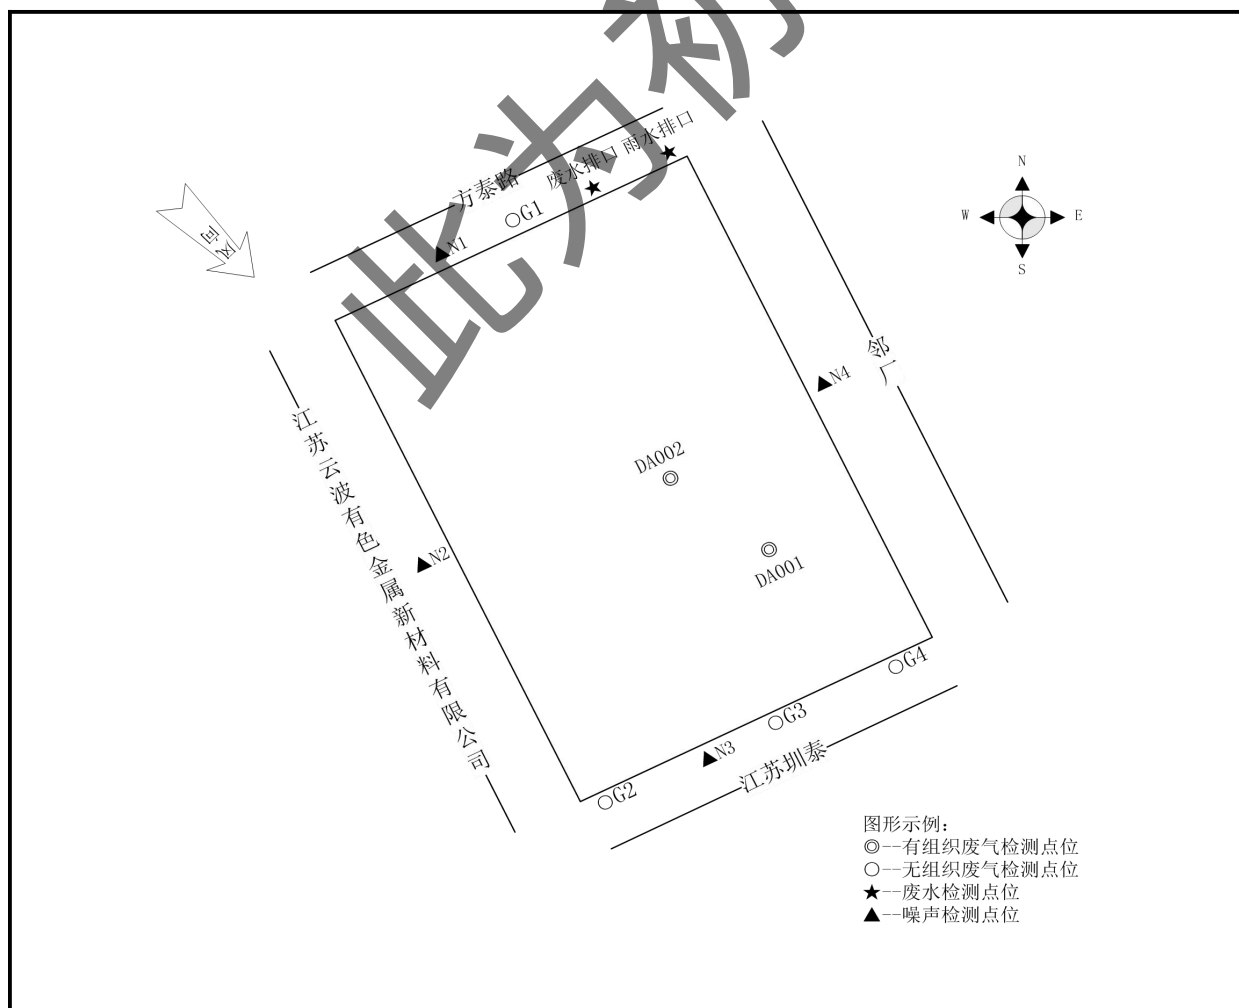 此为初
雨水排口
废水排口
方泰路
G1
N1
风向
N
W
E
S
邻厂
N4
DA002
江苏云波有色金属新材料有限公司
N2
DA001
G4
G3
N3
江苏圳泰
G2
图形示例:
◎--有组织废气检测点位
○--无组织废气检测点位
★--废水检测点位
▲--噪声检测点位